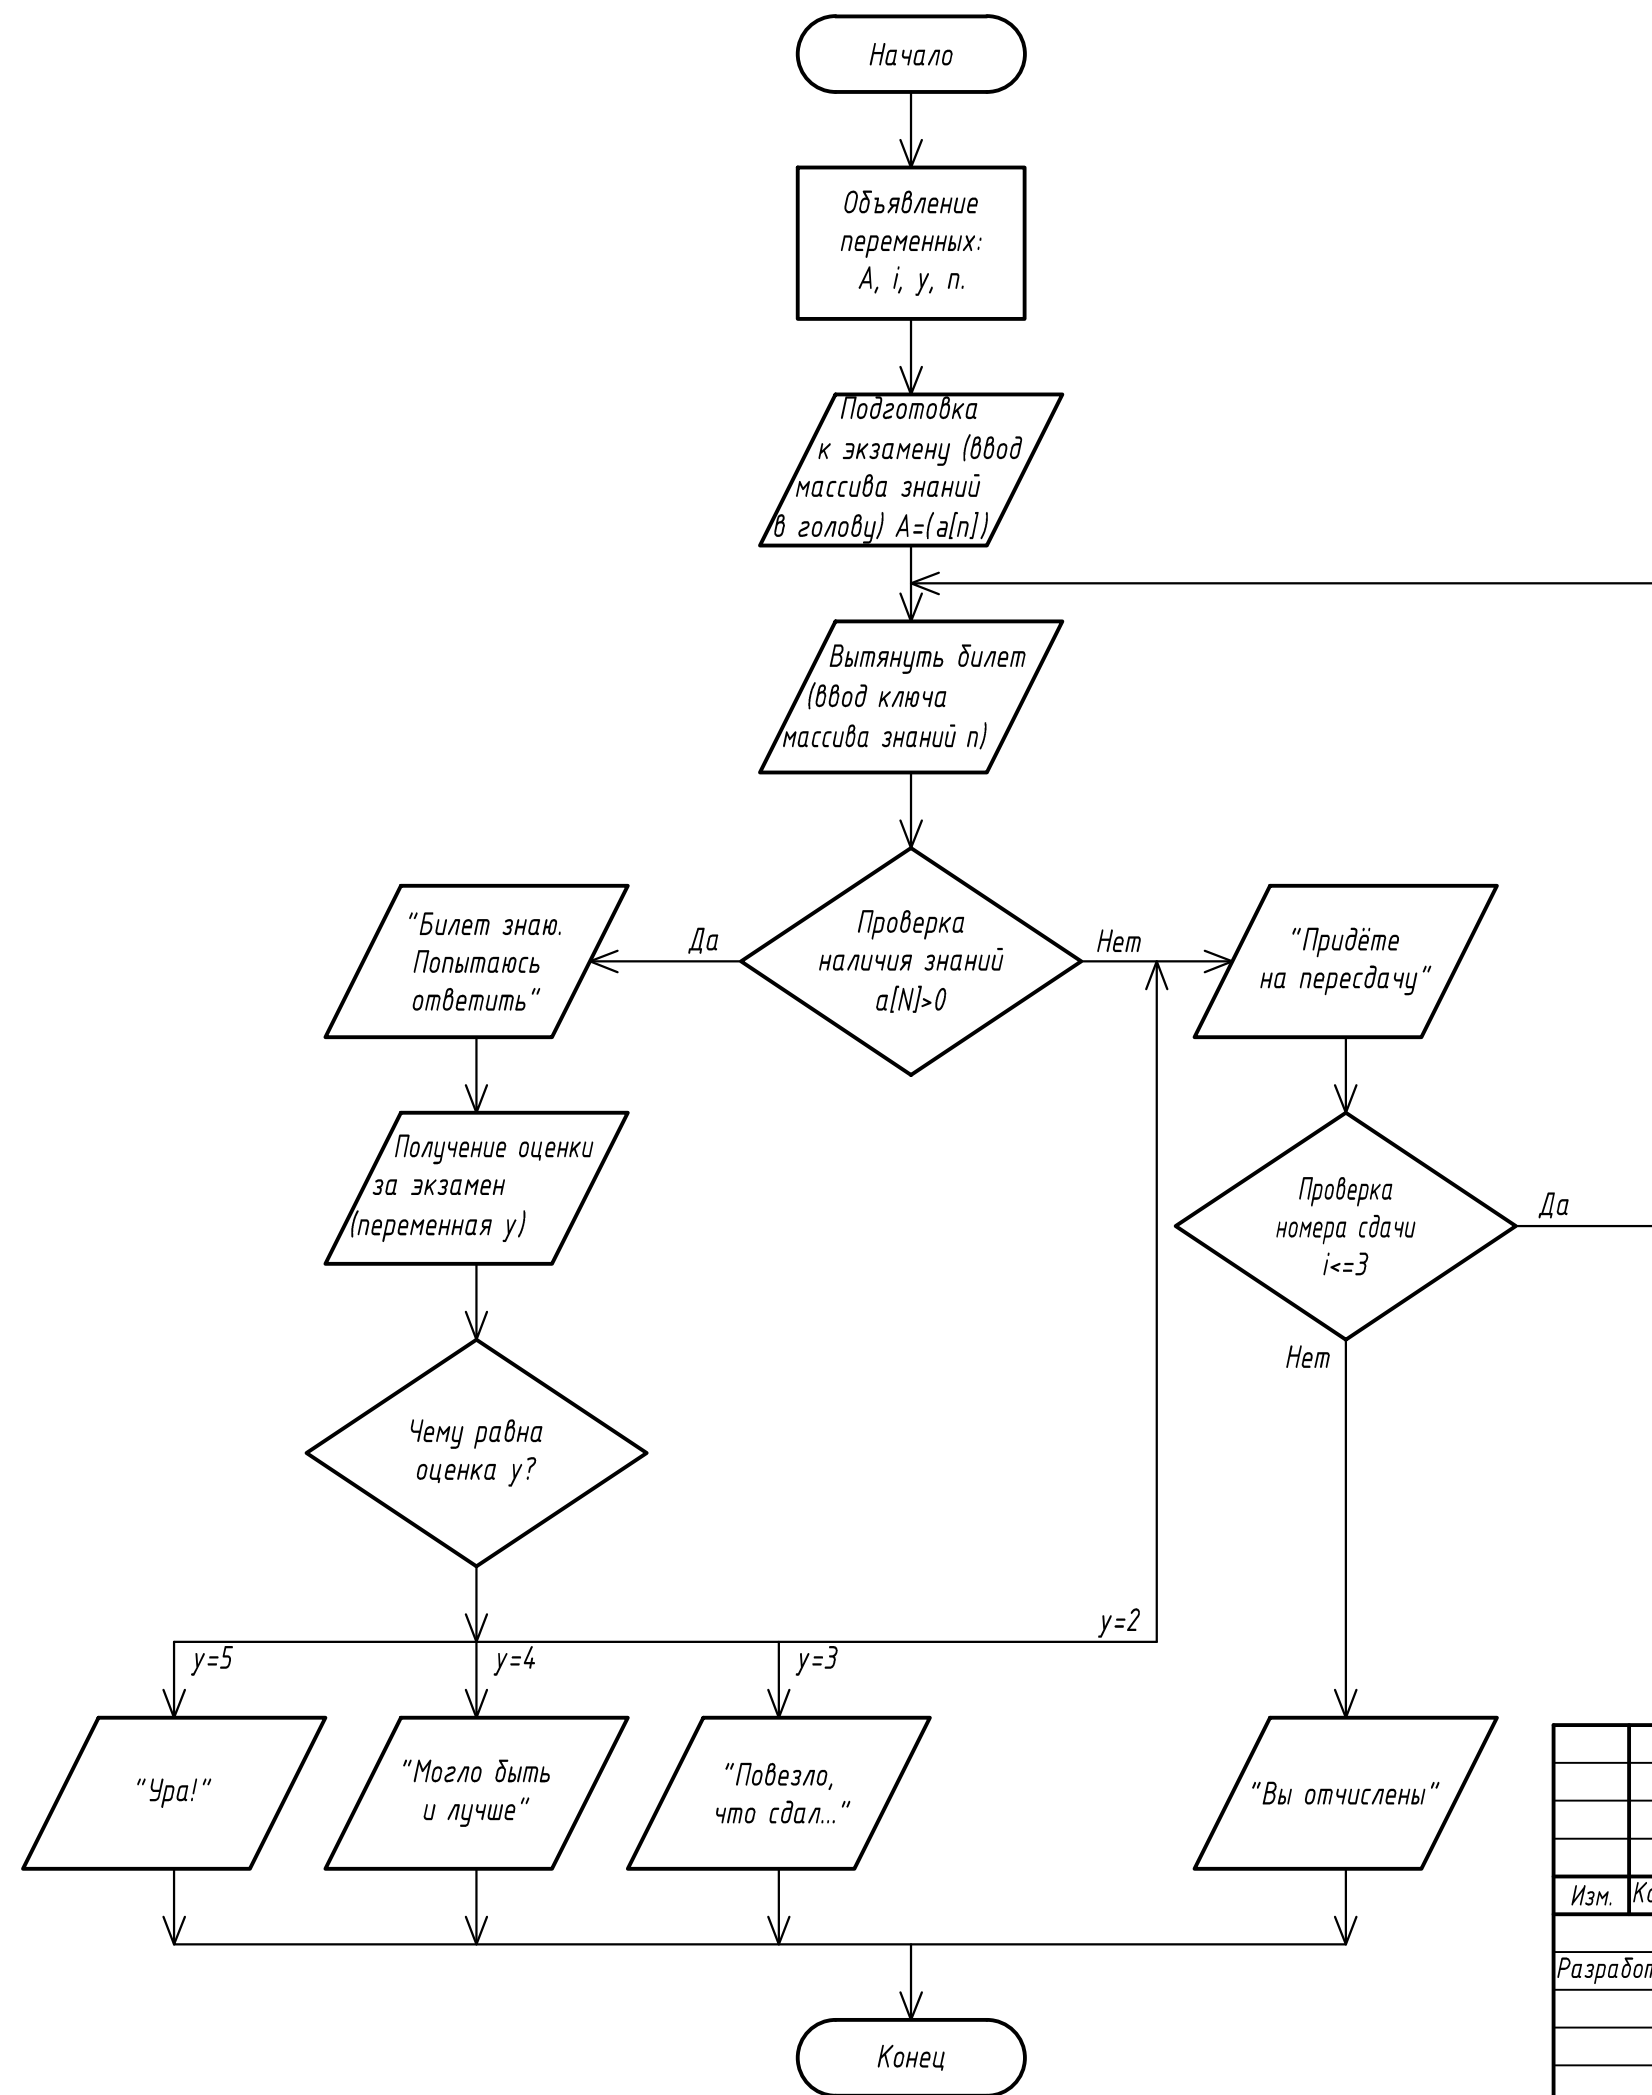 Начало
Объявление
переменных:
A, i, y, n.
Подготовка
к экзамену (ввод
массива знаний
в голову) A=(a[n])
Вытянуть билет
(ввод ключа
массива знаний n)
Проверка
наличия знаний
a[N]>0
Да
Нет
"Билет знаю.
Попытаюсь
ответить"
"Придёте
на пересдачу"
Получение оценки
за экзамен
(переменная y)
Проверка
номера сдачи
i<=3
Да
Нет
Чему равна
оценка y?
y=2
y=5
y=4
y=3
"Ура!"
"Могло быть
и лучше"
"Повезло,
что сдал..."
"Вы отчислены"
Изм.
Конец